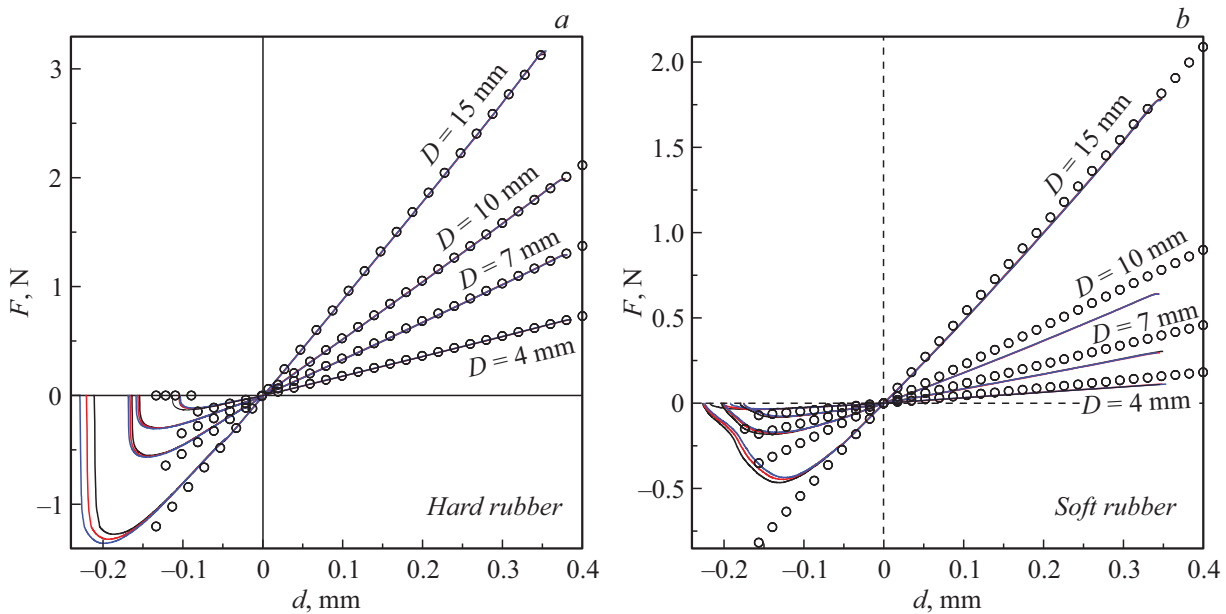 a
3
2
1
0
–1
F, N
D = 15 mm
D = 10 mm
D = 7 mm
D = 4 mm
Hard rubber
–0.2
–0.1
0
0.1
0.2
0.3
0.4
d, mm
b
2.0
1.5
1.0
0.5
0
–0.5
F, N
D = 15 mm
D = 10 mm
D = 7 mm
D = 4 mm
Soft rubber
–0.2
–0.1
0
0.1
0.2
0.3
0.4
d, mm